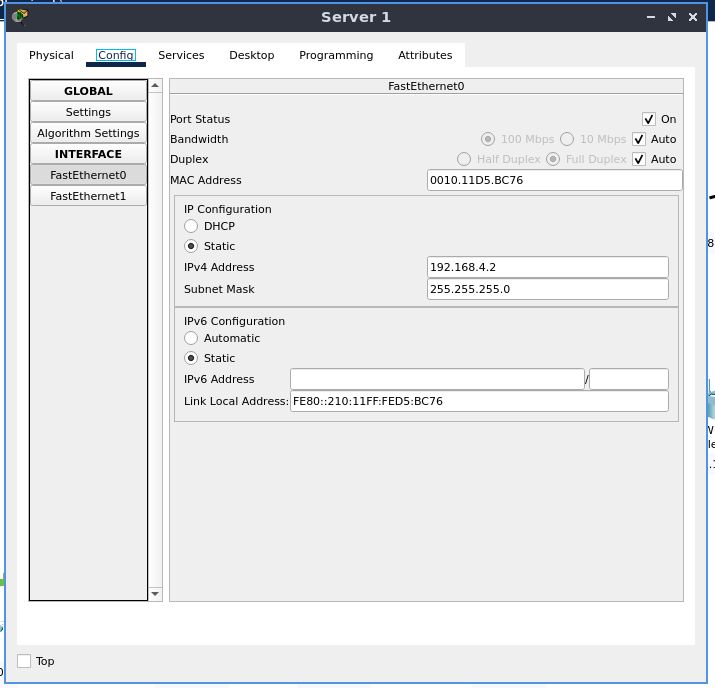 Server 1
Physical Config Services Desktop Programming Attributes
GLOBAL
Settings
Algorithm Settings
INTERFACE
FastEthernet0
FastEthernet1
FastEthernet0
Port Status On
Bandwidth 100 Mbps 10 Mbps Auto
Duplex Half Duplex Full Duplex Auto
MAC Address 0010.11D5.BC76
IP Configuration
DHCP
Static
IPv4 Address 192.168.4.2
Subnet Mask 255.255.255.0
IPv6 Configuration
Automatic
Static
IPv6 Address /
Link Local Address: FE80::210:11FF:FED5:BC76
Top